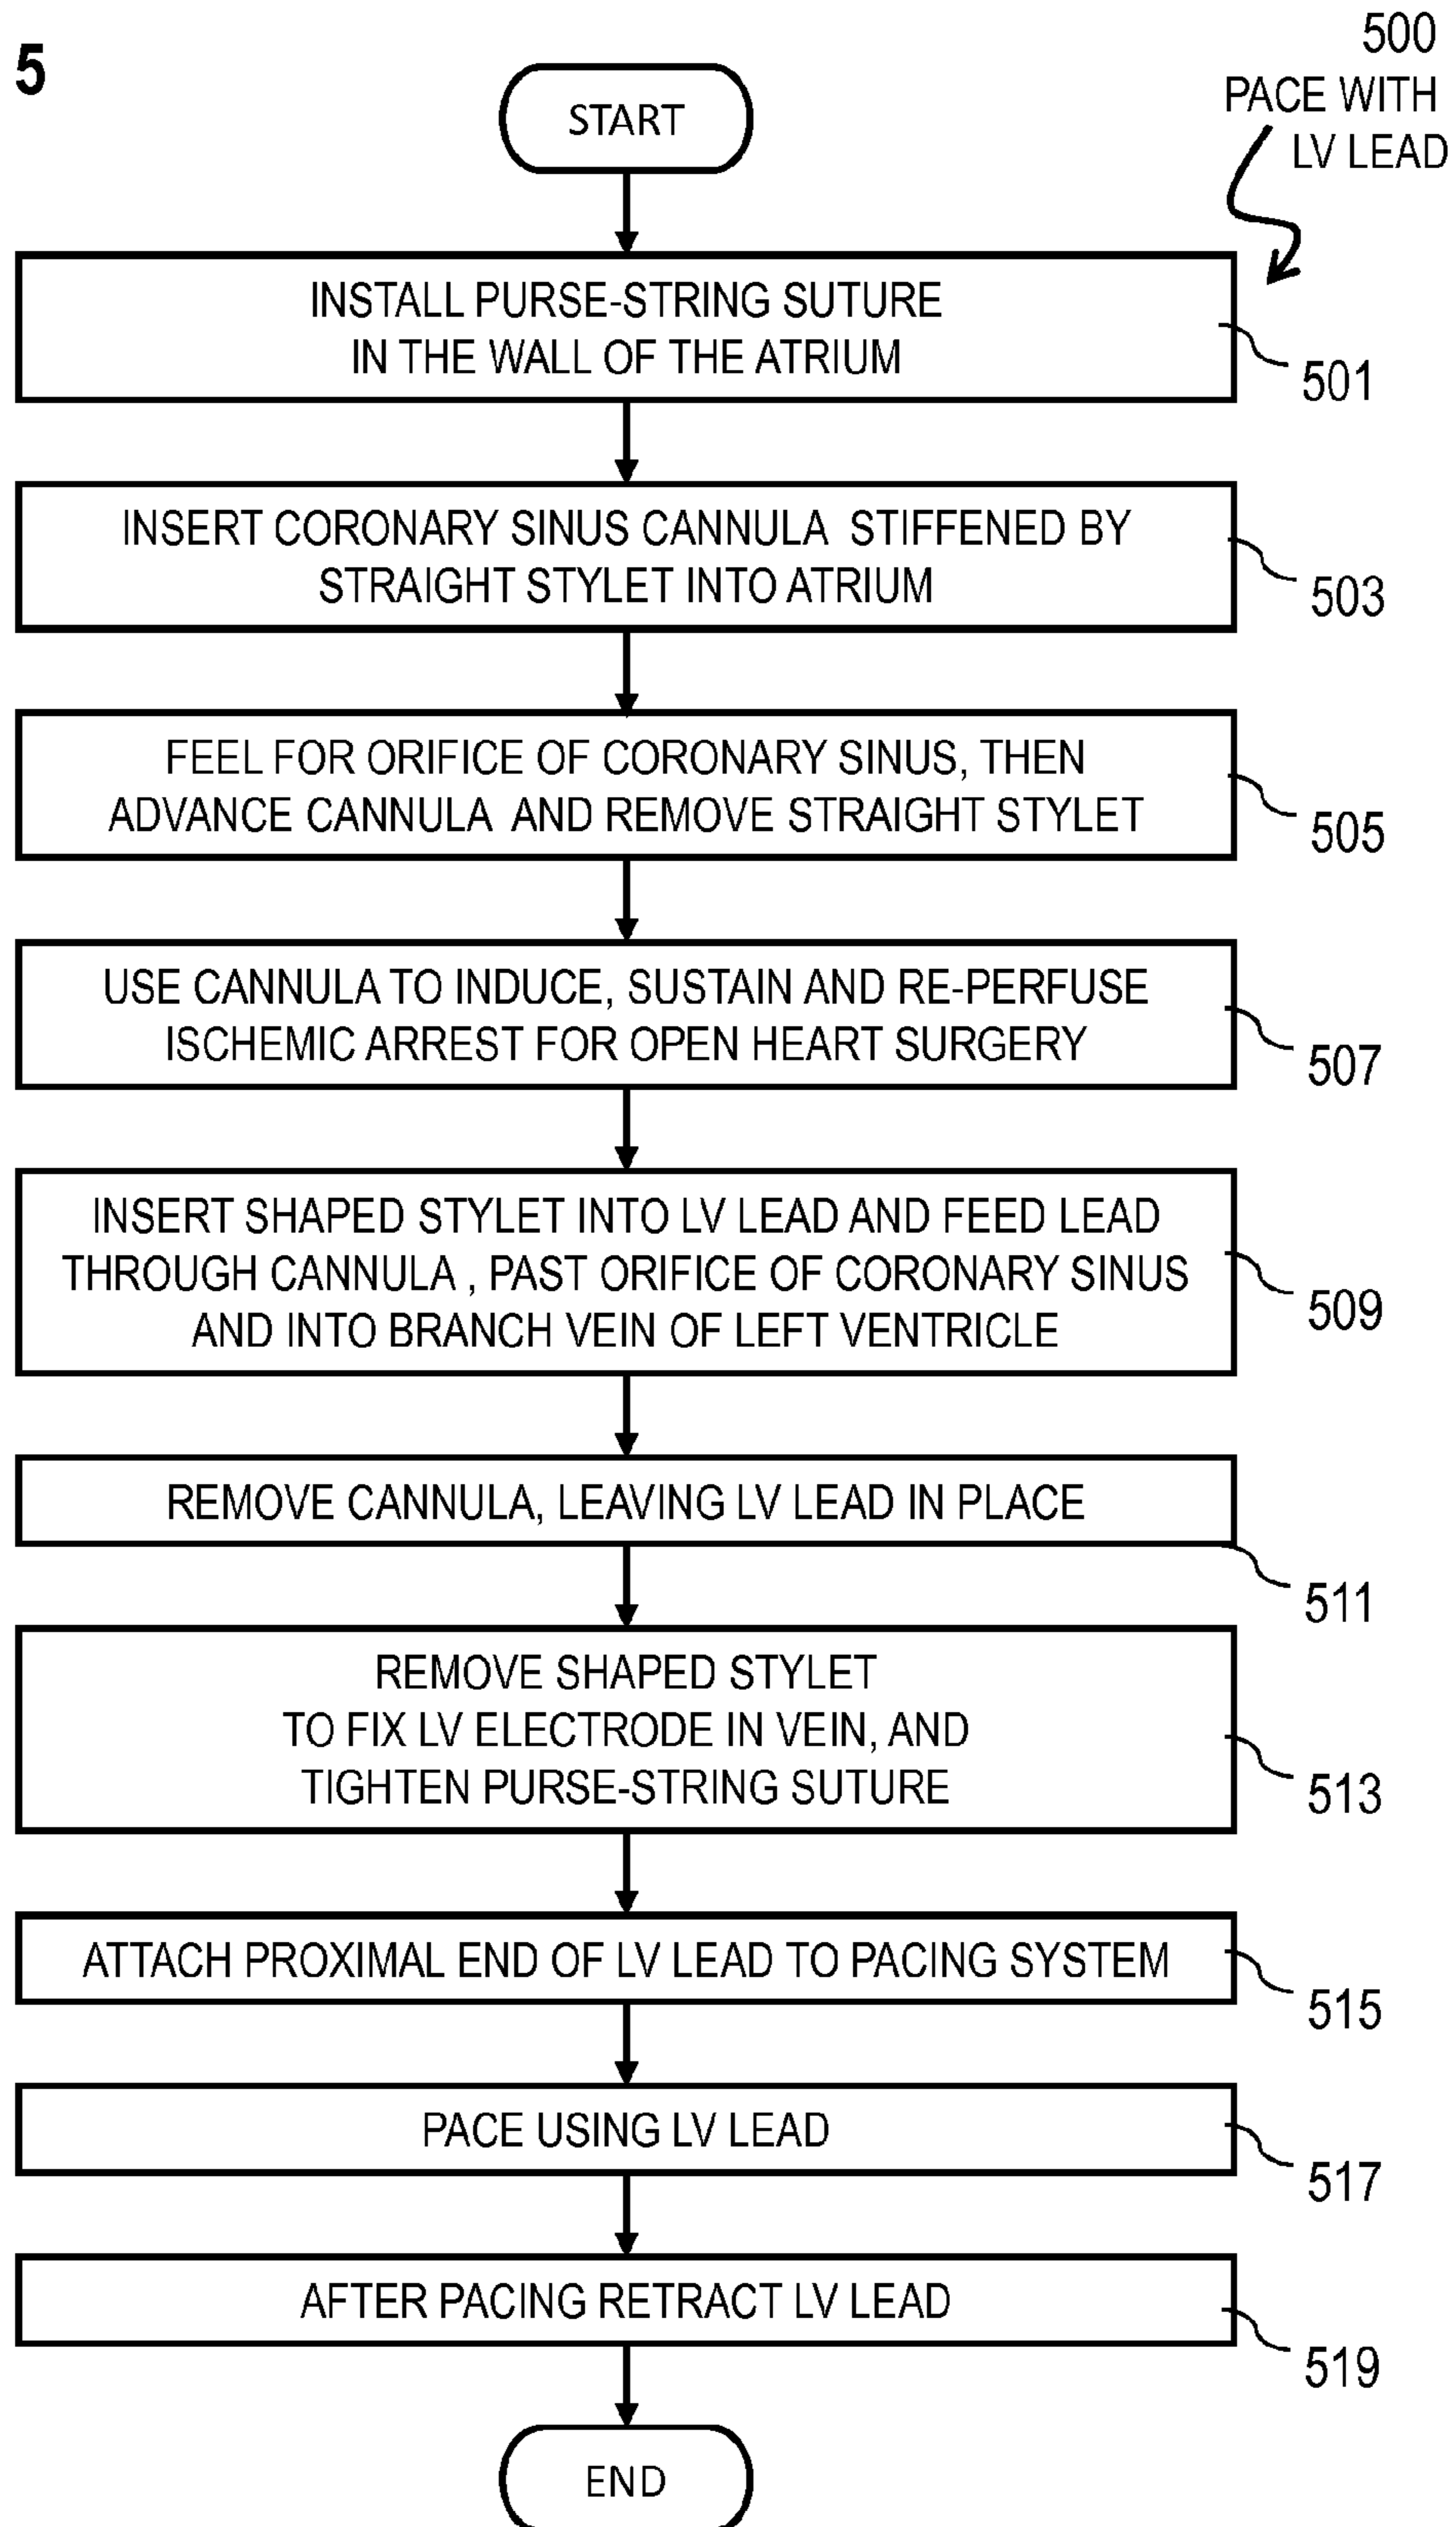 5
500
PACE WITH
LV LEAD
START
INSTALL PURSE-STRING SUTURE
IN THE WALL OF THE ATRIUM
501
INSERT CORONARY SINUS CANNULA STIFFENED BY
STRAIGHT STYLET INTO ATRIUM
503
FEEL FOR ORIFICE OF CORONARY SINUS, THEN
ADVANCE CANNULA AND REMOVE STRAIGHT STYLET
505
USE CANNULA TO INDUCE, SUSTAIN AND RE-PERFUSE
ISCHEMIC ARREST FOR OPEN HEART SURGERY
507
INSERT SHAPED STYLET INTO LV LEAD AND FEED LEAD
THROUGH CANNULA , PAST ORIFICE OF CORONARY SINUS
AND INTO BRANCH VEIN OF LEFT VENTRICLE
509
REMOVE CANNULA, LEAVING LV LEAD IN PLACE
511
REMOVE SHAPED STYLET
TO FIX LV ELECTRODE IN VEIN, AND
TIGHTEN PURSE-STRING SUTURE
513
ATTACH PROXIMAL END OF LV LEAD TO PACING SYSTEM
515
PACE USING LV LEAD
517
AFTER PACING RETRACT LV LEAD
519
END